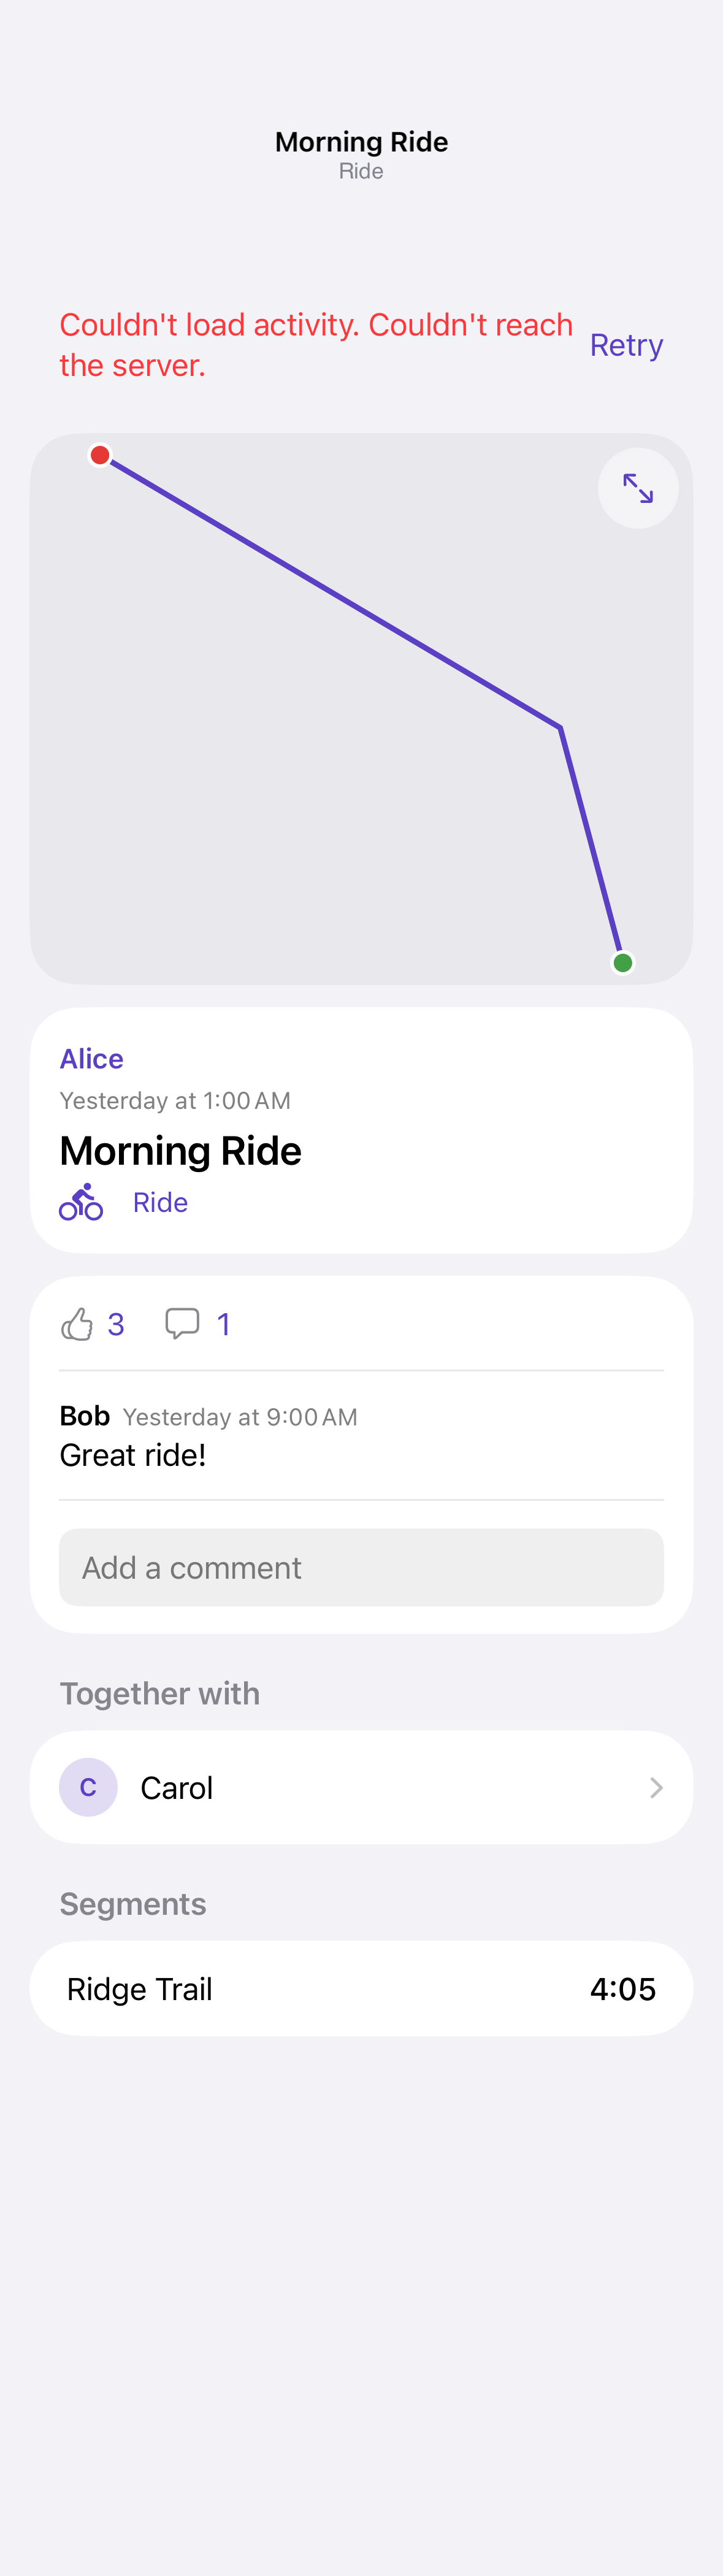 Morning Ride
Ride
Couldn't load activity. Couldn't reach
the server.
Retry
Alice
Yesterday at 1:00 AM
Morning Ride
Ride
3 1
Bob Yesterday at 9:00 AM
Great ride!
Add a comment
Together with
C Carol
Segments
Ridge Trail 4:05